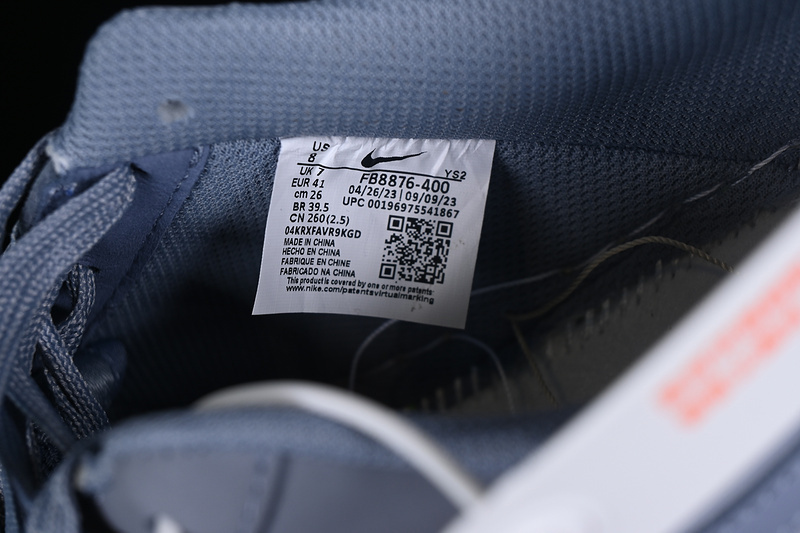 US
8
YS2
UK 7
FB8876-400
EUR 41
04/26/23 | 09/09/23
cm 26
UPC 00196975541867
BR 39.5
CN 260(2.5)
04KRXFAVR9KGD
MADE IN CHINA
HECHO EN CHINA
FABRIQUE EN CHINE
FABRICADO NA CHINA
This product is covered by one or more patents
www.nike.com/patentsvirtualmarking